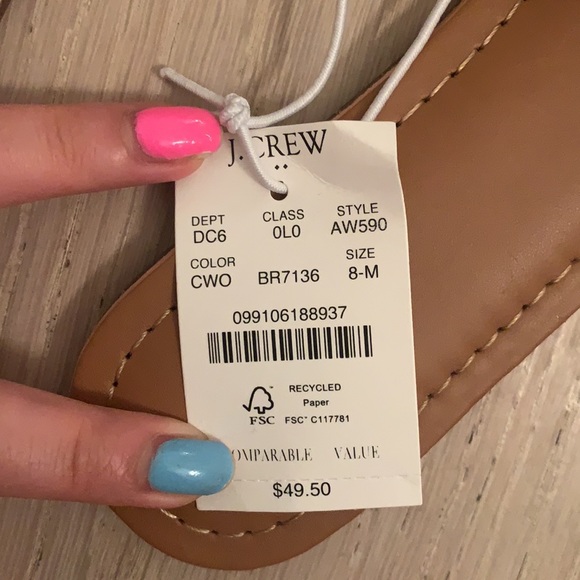 J.CREW
DEPT CLASS STYLE
DC6 0L0 AW590
COLOR SIZE
CWO BR7136 8-M
099106188937
RECYCLED
Paper
FSC FSC® C117781
OMPARABLE VALUE
$49.50